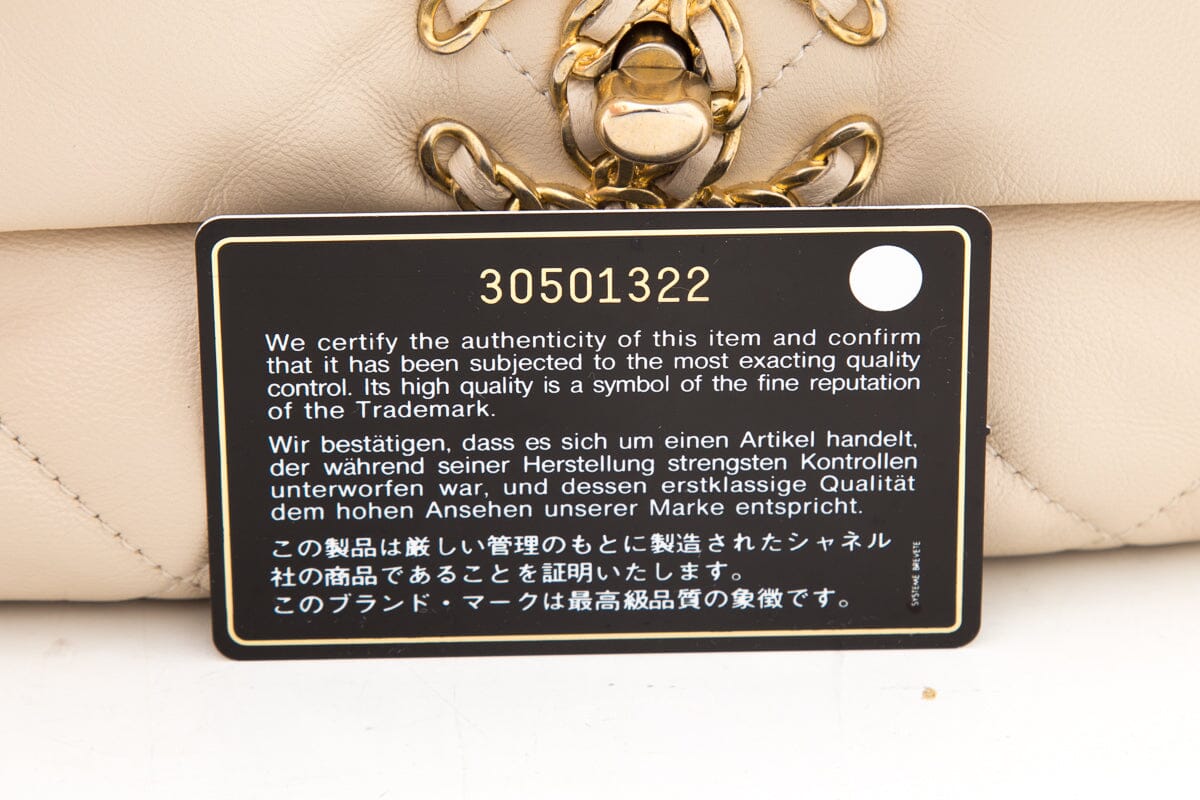 30501322
We certify the authenticity of this item and confirm
that it has been subjected to the most exacting quality
control. Its high quality is a symbol of the fine reputation
of the Trademark.
Wir bestätigen, dass es sich um einen Artikel handelt,
der während seiner Herstellung strengsten Kontrollen
unterworfen war, und dessen erstklassige Qualität
dem hohen Ansehen unserer Marke entspricht.
この製品は厳しい管理のもとに製造されたシャネル
社の商品であることを証明いたします。
このブランド・マークは最高級品質の象徴です。
SYSTEME BREVETE